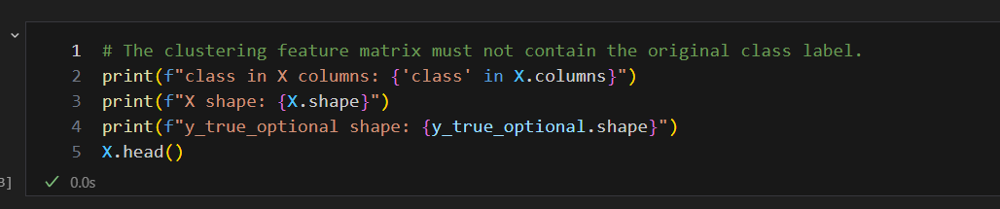 1 # The clustering feature matrix must not contain the original class label.
2 print(f"class in X columns: {'class' in X.columns}")
3 print(f"X shape: {X.shape}")
4 print(f"y_true_optional shape: {y_true_optional.shape}")
5 X.head()
3] ✓ 0.0s